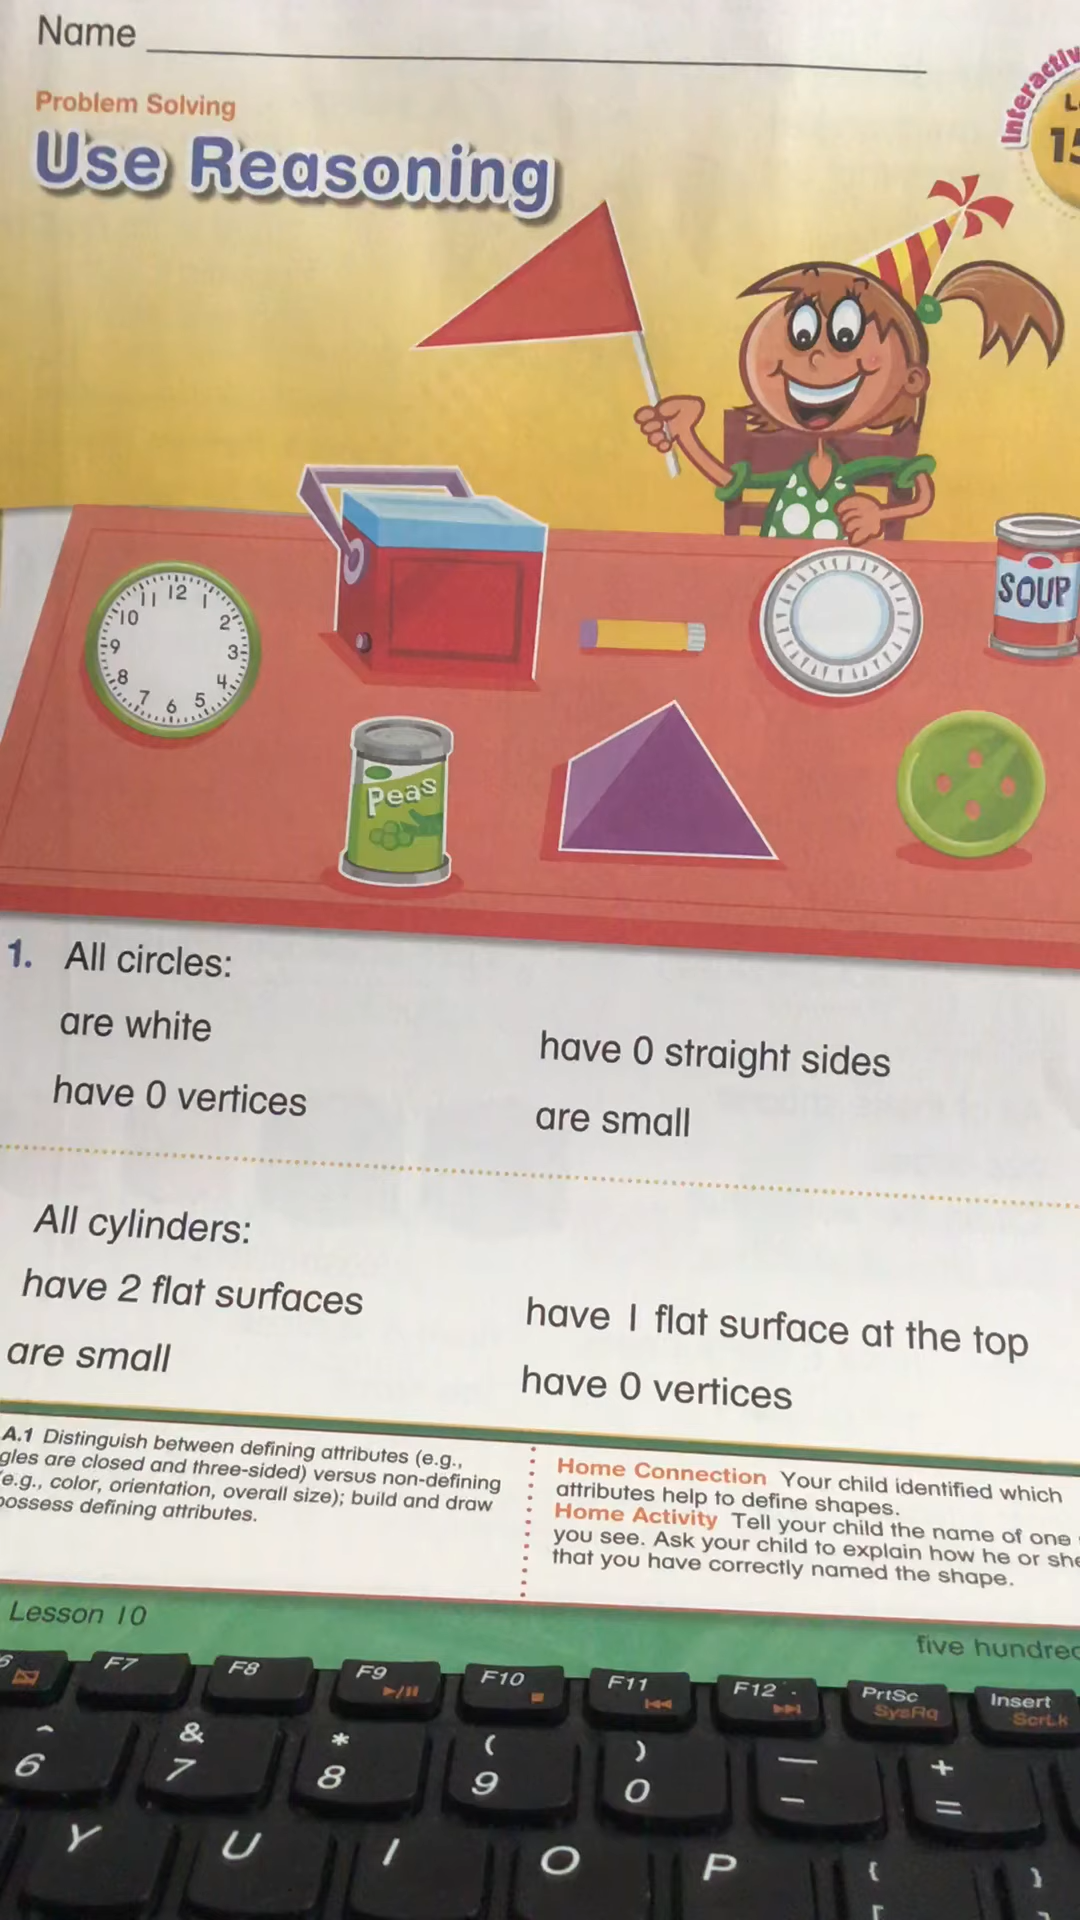 Name
Interactiv
Problem Solving
15
Use Reasoning
12
11
1
10
2
9
3
8
4
7
6
5
SOUP
Peas
1. All circles:
are white
have 0 straight sides
have 0 vertices
are small
All cylinders:
have 2 flat surfaces
have 1 flat surface at the top
are small
have 0 vertices
A.1 Distinguish between defining attributes (e.g.,
gles are closed and three-sided) versus non-defining
e.g., color, orientation, overall size); build and draw
possess defining attributes.
Home Connection Your child identified which
attributes help to define shapes.
Home Activity Tell your child the name of one
you see. Ask your child to explain how he or she
that you have correctly named the shape.
Lesson 10
five hundred
6 F7 F8 F9 F10 F11 F12 PrtSc SysRq Insert ScrLk
^ 6 & 7 * 8 ( 9 ) 0 — - + =
Y U I O P { [ }